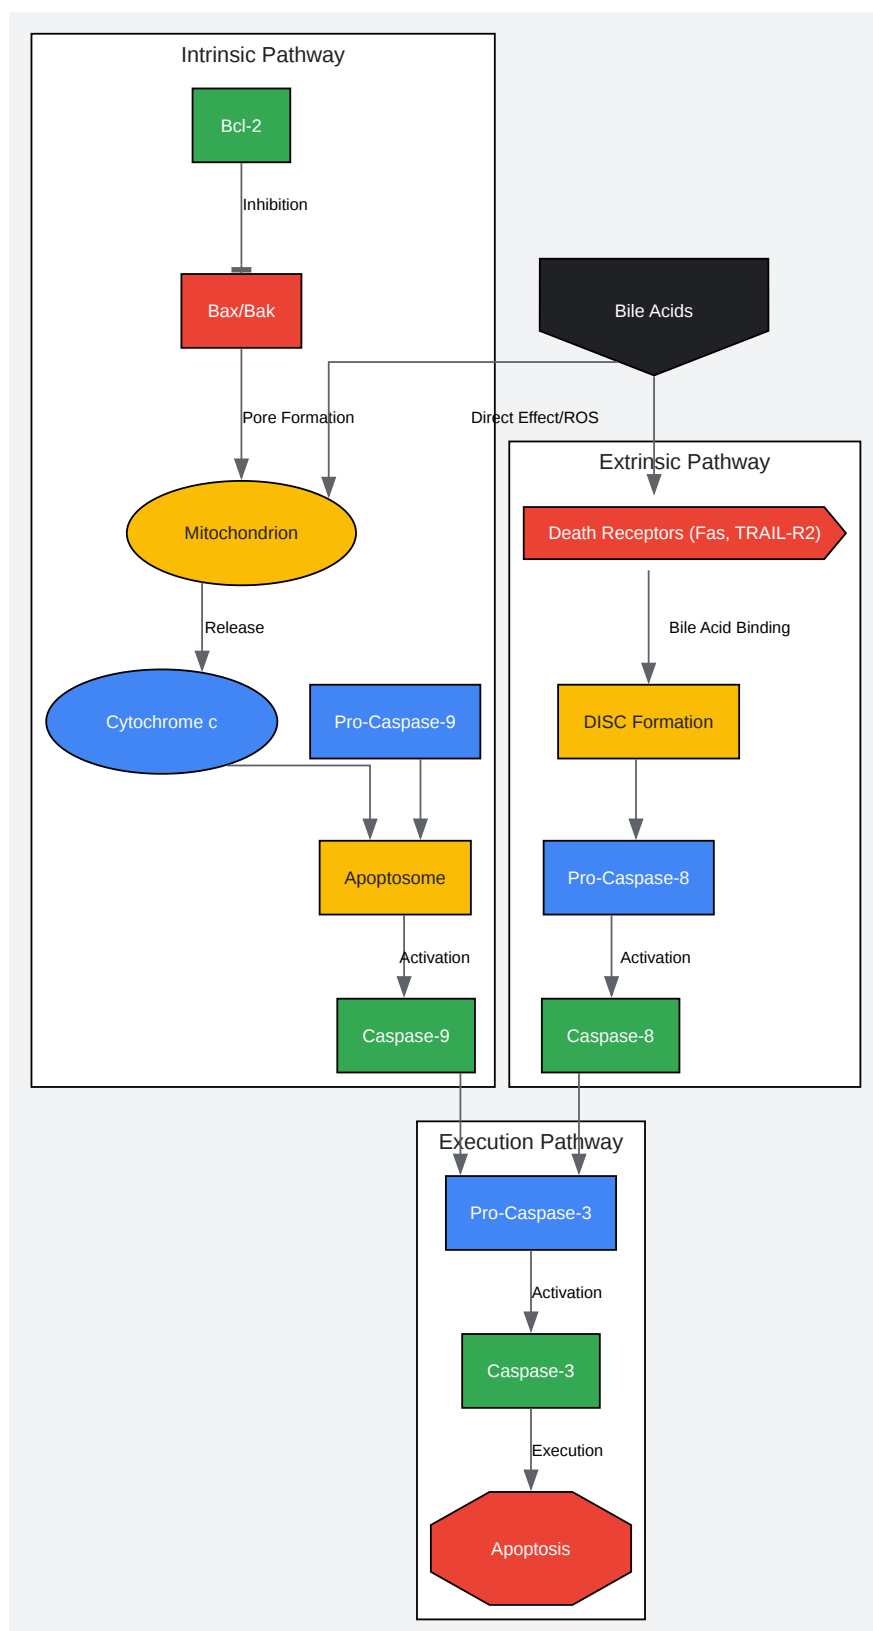 Intrinsic Pathway
Bcl-2
Inhibition
Bax/Bak
Bile Acids
Pore Formation
Direct Effect/ROS
Extrinsic Pathway
Mitochondrion
Death Receptors (Fas, TRAIL-R2)
Release
Bile Acid Binding
Cytochrome c
Pro-Caspase-9
DISC Formation
Apoptosome
Pro-Caspase-8
Activation
Activation
Caspase-9
Caspase-8
Execution Pathway
Pro-Caspase-3
Activation
Caspase-3
Execution
Apoptosis